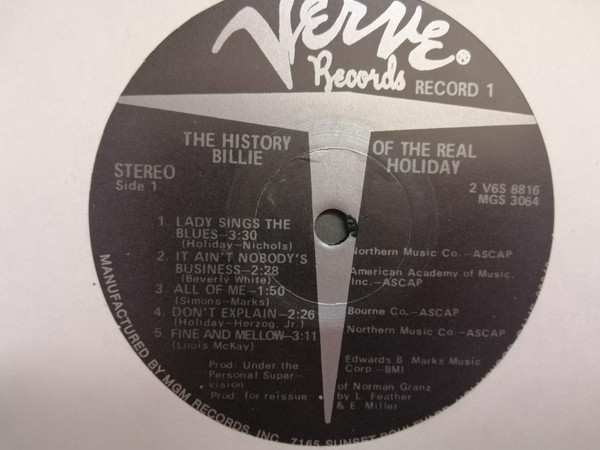 Verve®
Records RECORD 1
THE HISTORY OF THE REAL
BILLIE HOLIDAY
STEREO
Side 1
2 V6S 8816
MGS 3064
1. LADY SINGS THE
BLUES—3:30
(Holiday—Nichols)
Northern Music Co.—ASCAP
2. IT AIN'T NOBODY'S
BUSINESS—2:28
(Beverly White)
American Academy of Music,
Inc.—ASCAP
3. ALL OF ME—1:50
(Simons—Marks)
Bourne Co.—ASCAP
4. DON'T EXPLAIN—2:26
(Holiday—Herzog, Jr.)
Northern Music Co.—ASCAP
5. FINE AND MELLOW—3:11
(Louis McKay)
Edwards B. Marks Music
Corp.—BMI
Prod. Under the
Personal Super-
vision of Norman Granz
Prod. for reissue by L. Feather
& E. Miller
MANUFACTURED BY MGM RECORDS, INC., 7165 SUNSET